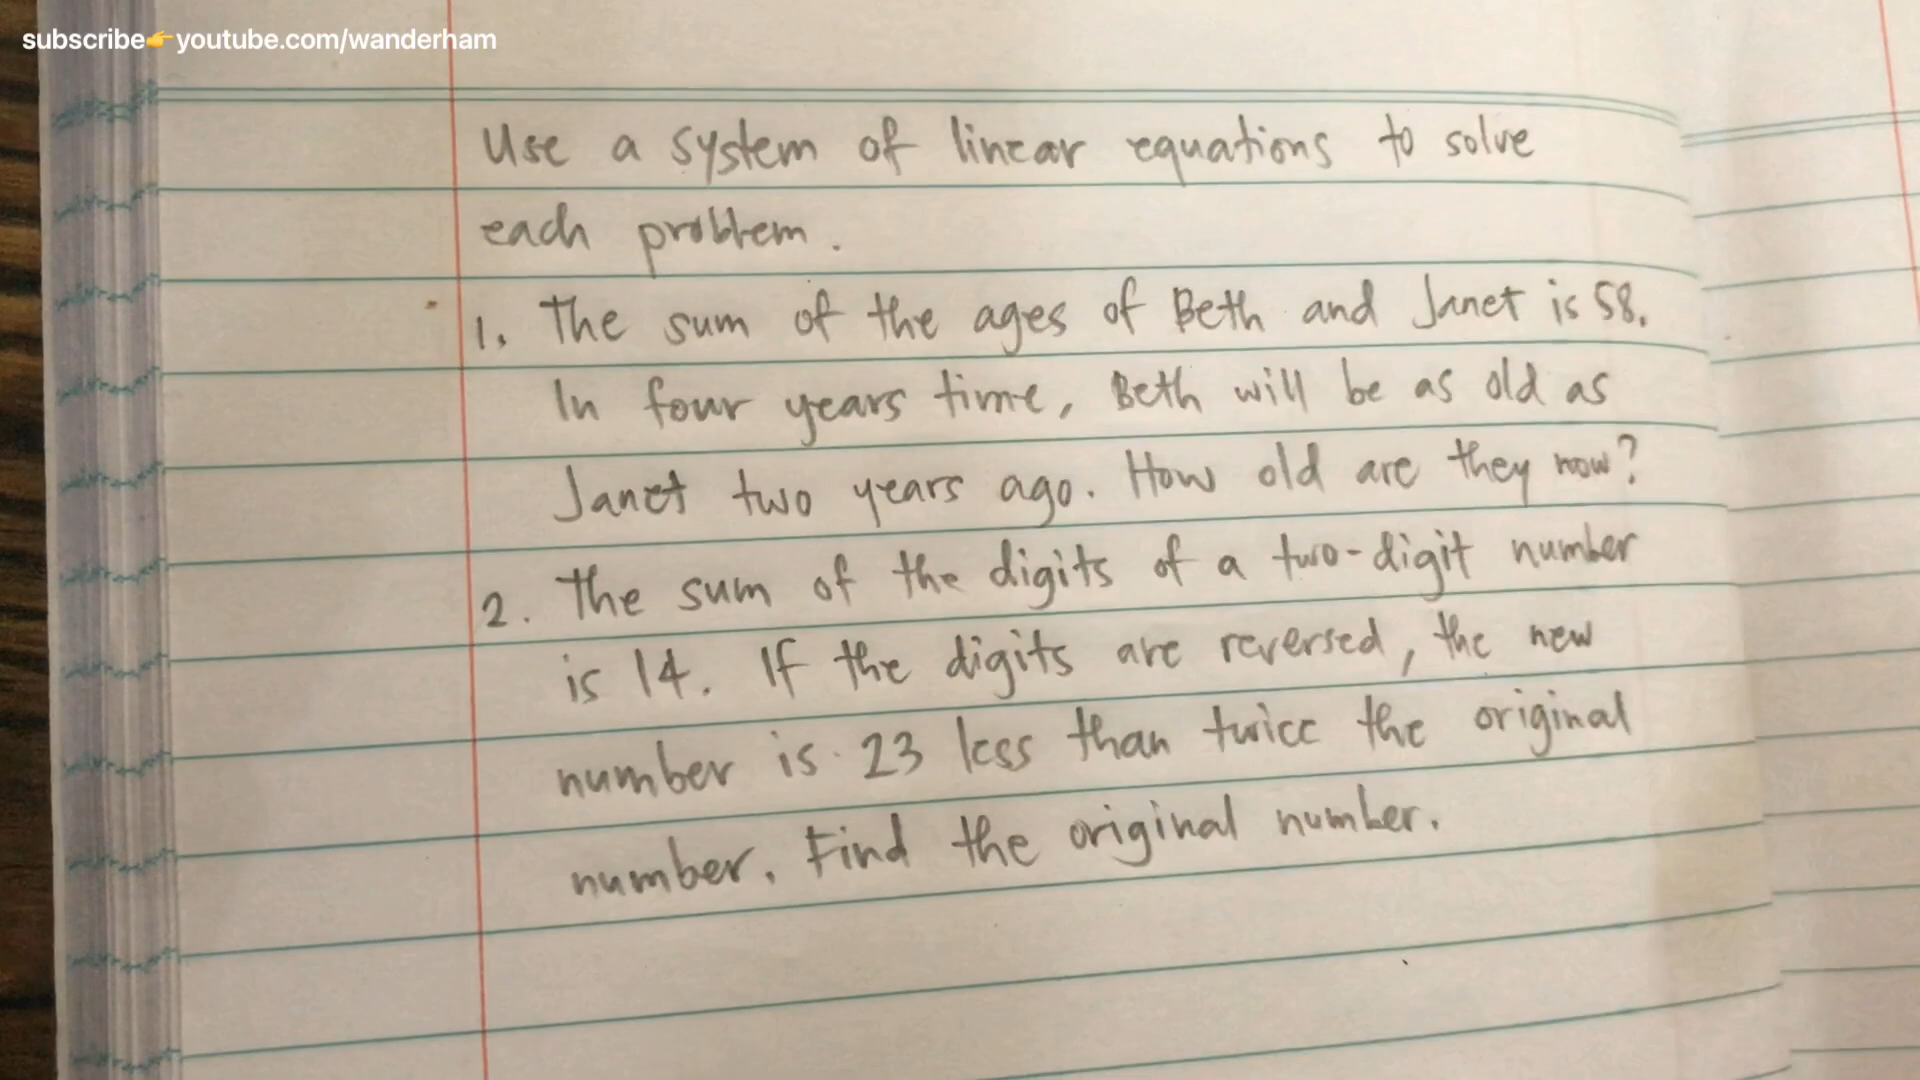 subscribe👉youtube.com/wanderham
Use a system of linear equations to solve
each problem.
1. The sum of the ages of Beth and Janet is 58.
In four years time, Beth will be as old as
Janet two years ago. How old are they now?
2. The sum of the digits of a two-digit number
is 14. If the digits are reversed, the new
number is 23 less than twice the original
number. Find the original number.